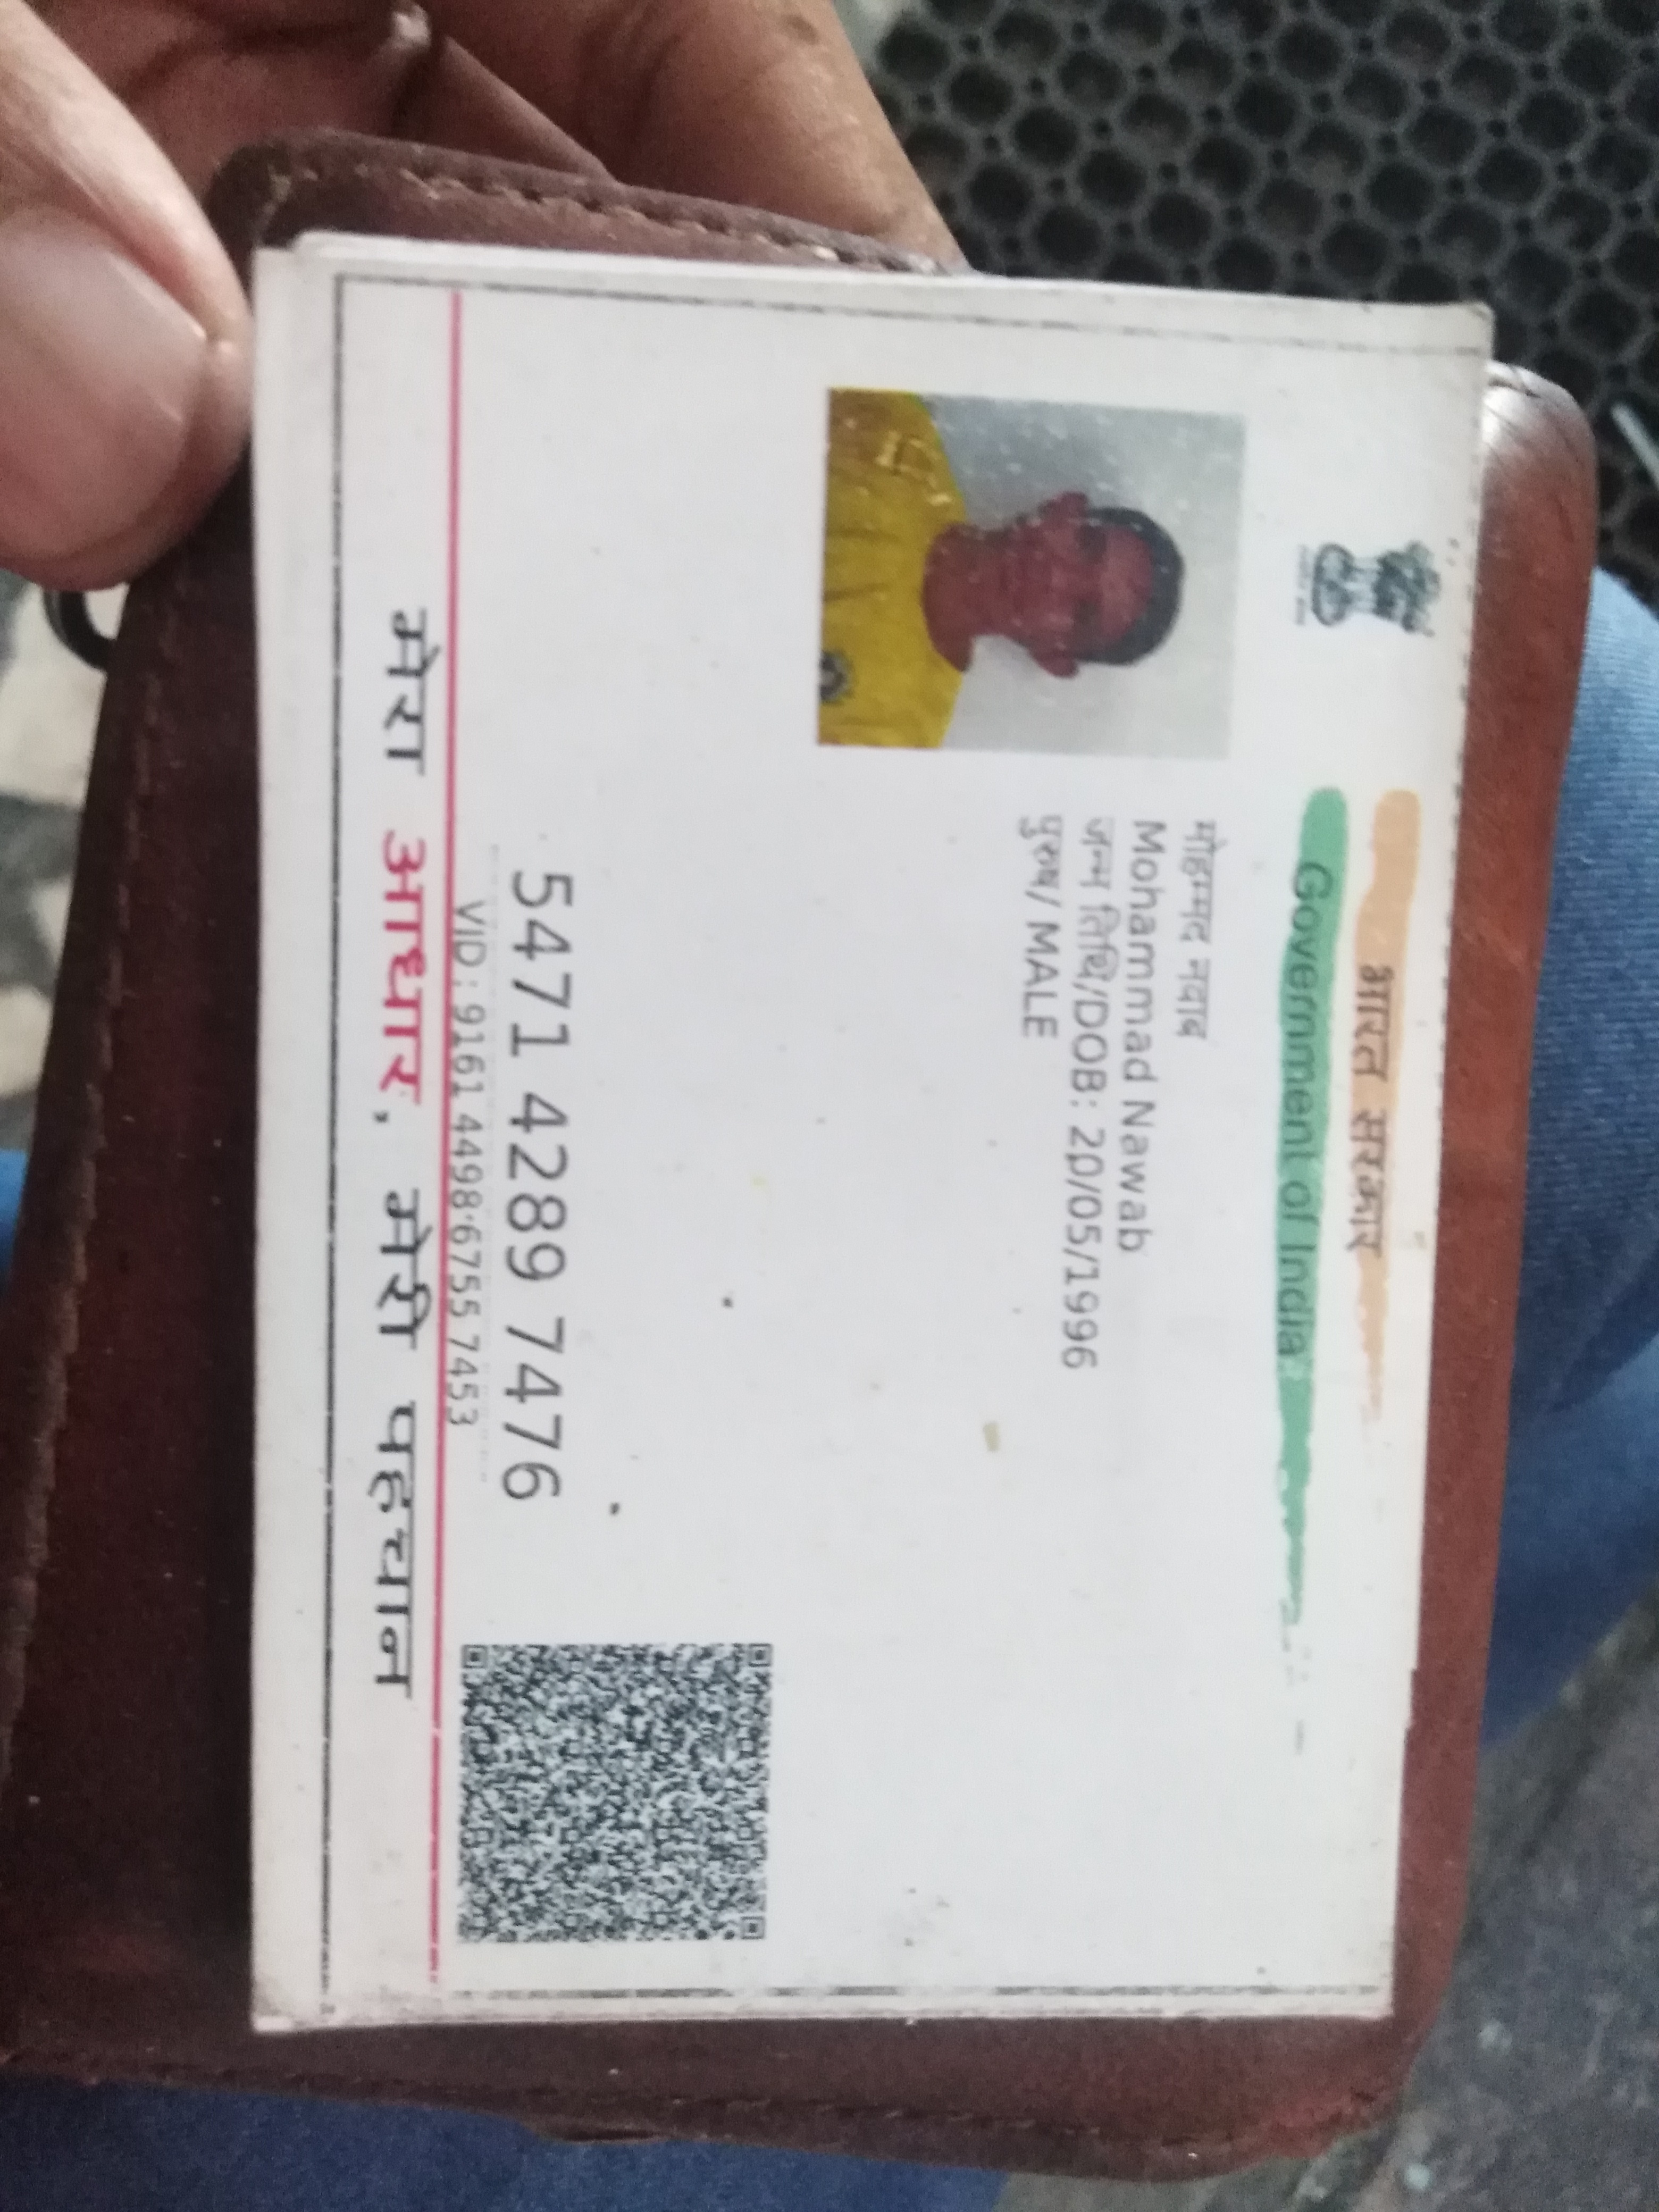 भारत सरकार
Government of India
मोहम्मद नवाब
Mohammad Nawab
जन्म तिथि/DOB: 20/05/1996
पुरुष/ MALE
5471 4289 7476
VID : 9161 4498 6755 7453
मेरा आधार, मेरी पहचान